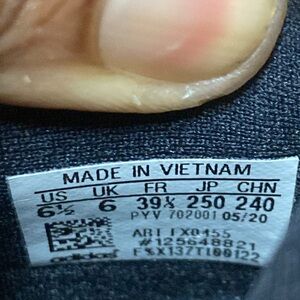 MADE IN VIETNAM
US UK FR JP CHN
6½ 6 39⅓ 250 240
PYV 702001 05/20
ART FX0455
#125648821
adidas